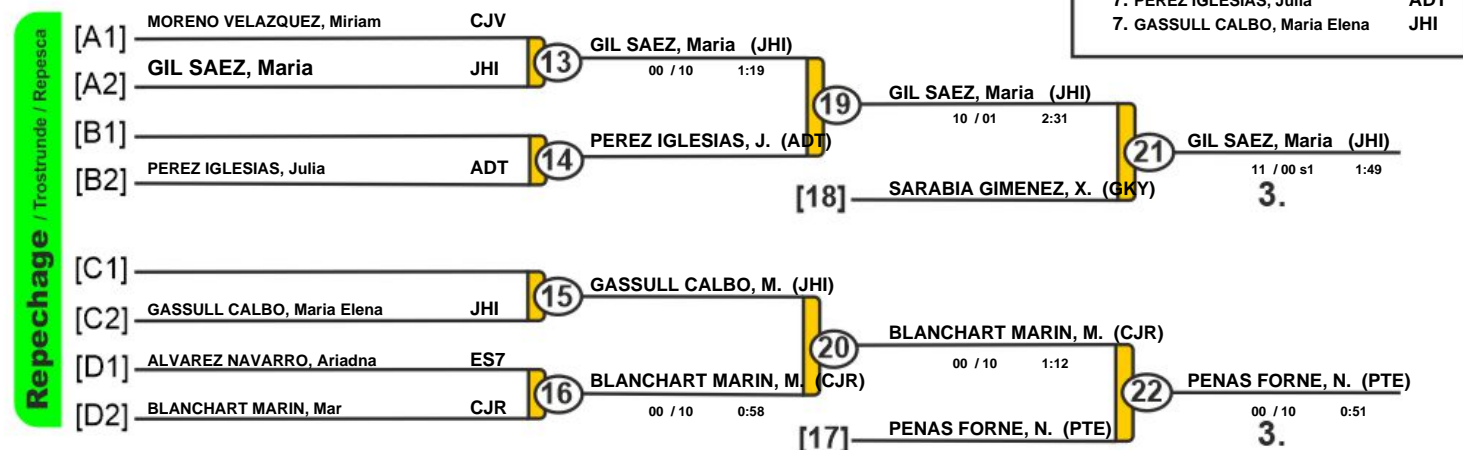 7. PEREZ IGLESIAS, Julia ADT
7. GASSULL CALBO, Maria Elena JHI
Repechage / Trostrunde / Repesca
[A1] MORENO VELAZQUEZ, Miriam CJV
[A2] GIL SAEZ, Maria JHI
13
GIL SAEZ, Maria (JHI)
00 / 10 1:19
[B1]
[B2] PEREZ IGLESIAS, Julia ADT
14
PEREZ IGLESIAS, J. (ADT)
19
GIL SAEZ, Maria (JHI)
10 / 01 2:31
[18] SARABIA GIMENEZ, X. (GKY)
21
GIL SAEZ, Maria (JHI)
11 / 00 s1 1:49
3.
[C1]
[C2] GASSULL CALBO, Maria Elena JHI
15
GASSULL CALBO, M. (JHI)
[D1] ALVAREZ NAVARRO, Ariadna ES7
[D2] BLANCHART MARIN, Mar CJR
16
BLANCHART MARIN, M. (CJR)
00 / 10 0:58
20
BLANCHART MARIN, M. (CJR)
00 / 10 1:12
[17] PENAS FORNE, N. (PTE)
22
PENAS FORNE, N. (PTE)
00 / 10 0:51
3.